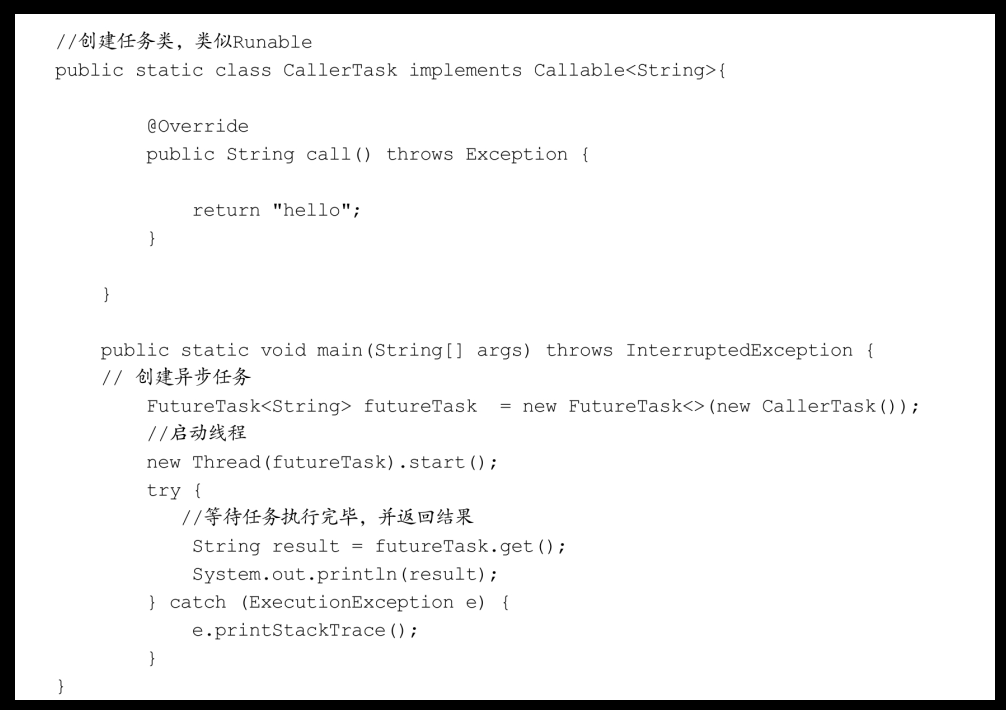 //创建任务类，类似Runable
public static class CallerTask implements Callable<String>{
@Override
public String call() throws Exception {
return "hello";
}
}
public static void main(String[] args) throws InterruptedException {
// 创建异步任务
FutureTask<String> futureTask  = new FutureTask<>(new CallerTask());
//启动线程
new Thread(futureTask).start();
try {
//等待任务执行完毕，并返回结果
String result = futureTask.get();
System.out.println(result);
} catch (ExecutionException e) {
e.printStackTrace();
}
}